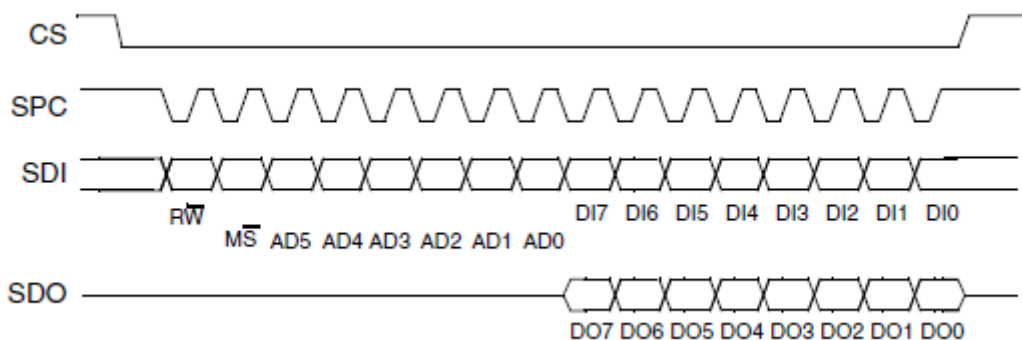 CS
SPC
SDI
RW̅ DI7 DI6 DI5 DI4 DI3 DI2 DI1 DI0
MS̅ AD5 AD4 AD3 AD2 AD1 AD0
SDO
DO7 DO6 DO5 DO4 DO3 DO2 DO1 DO0